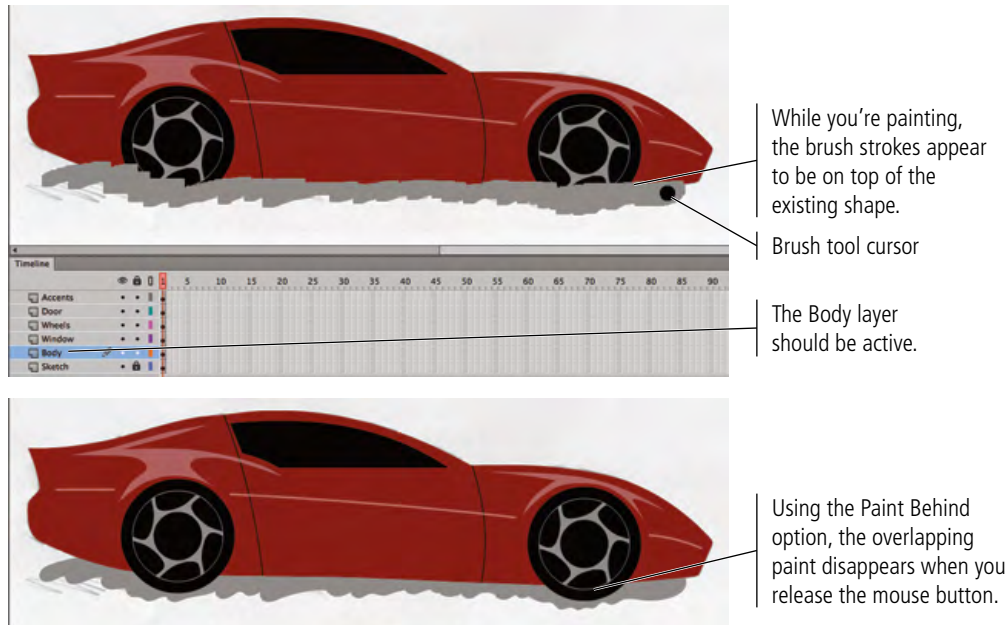 While you're painting,
the brush strokes appear
to be on top of the
existing shape.
Brush tool cursor
Timeline
5 10 15 20 25 30 35 40 45 50 55 60 65 70 75 80 85 90
Accents
Door
Wheels
Window
Body
Sketch
The Body layer
should be active.
Using the Paint Behind
option, the overlapping
paint disappears when you
release the mouse button.